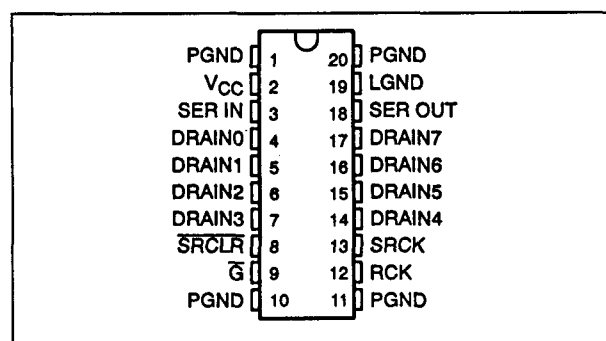 PGND 1 20 PGND
VCC 2 19 LGND
SER IN 3 18 SER OUT
DRAIN0 4 17 DRAIN7
DRAIN1 5 16 DRAIN6
DRAIN2 6 15 DRAIN5
DRAIN3 7 14 DRAIN4
S̅R̅C̅L̅R̅ 8 13 SRCK
G̅ 9 12 RCK
PGND 10 11 PGND